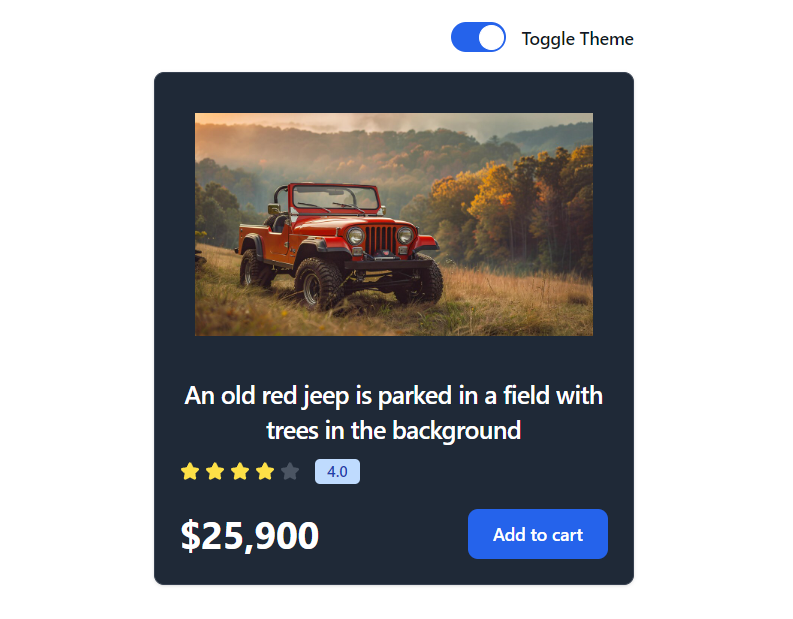 Toggle Theme
An old red jeep is parked in a field with
trees in the background
4.0
$25,900
Add to cart